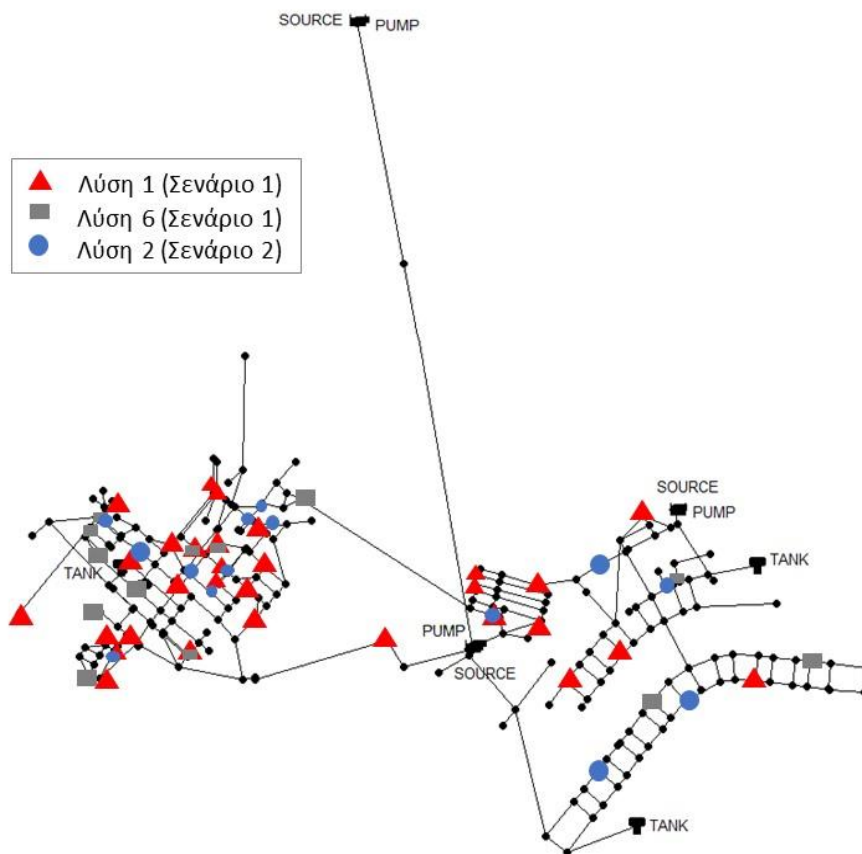 SOURCE PUMP
Λύση 1 (Σενάριο 1)
Λύση 6 (Σενάριο 1)
Λύση 2 (Σενάριο 2)
SOURCE
PUMP
TANK
TANK
PUMP
SOURCE
TANK